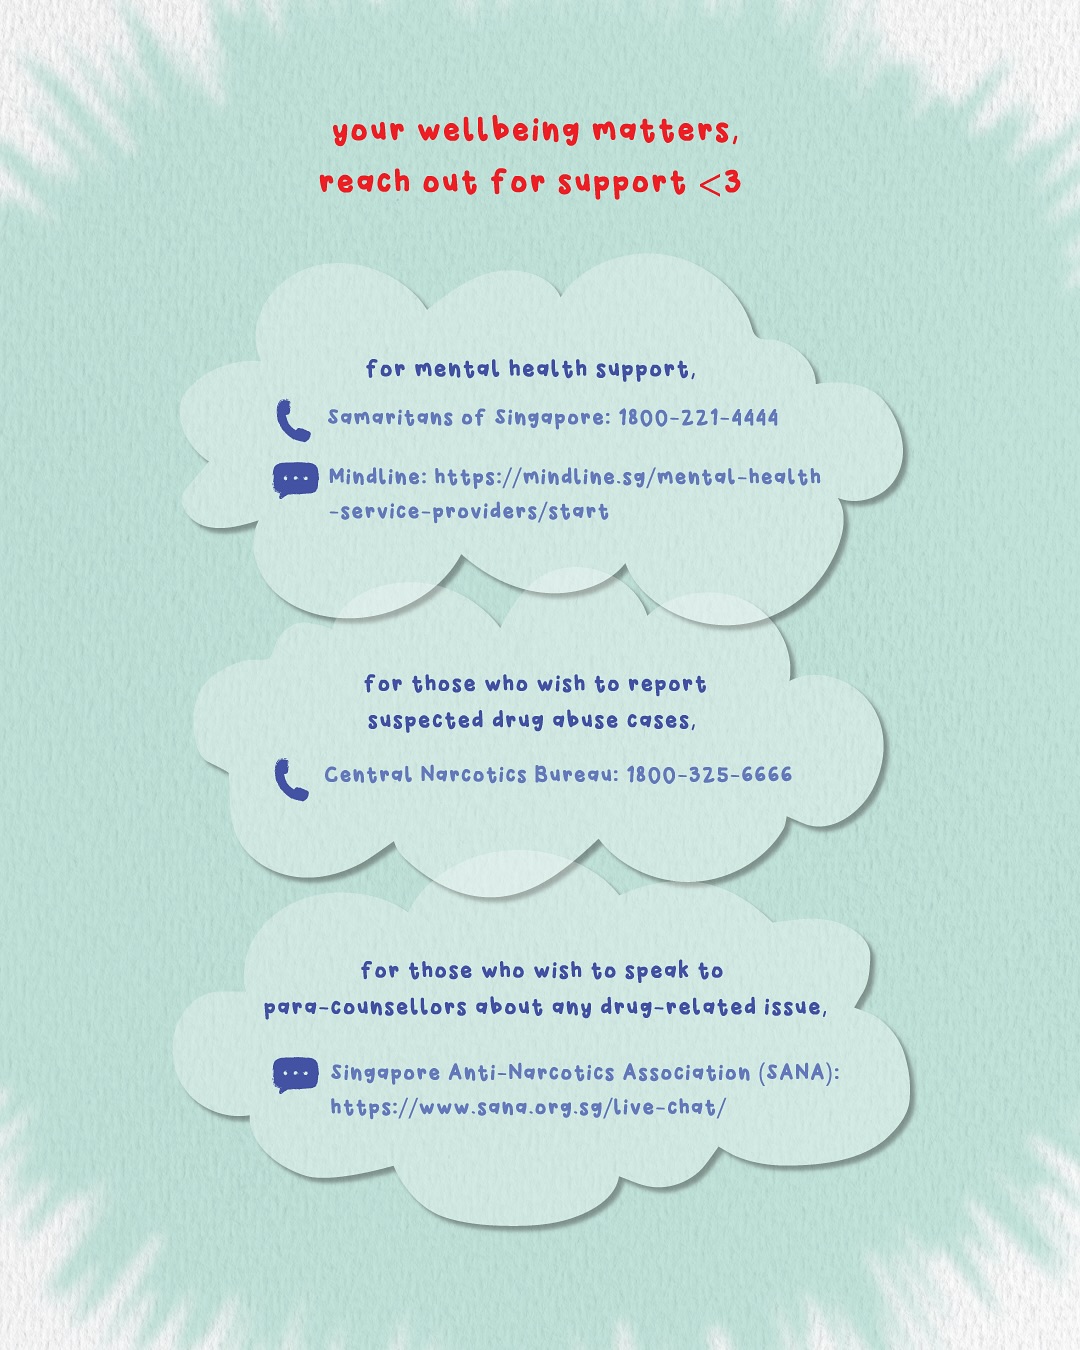 your wellbeing matters,
reach out for support <3
for mental health support,
Samaritans of Singapore: 1800-221-4444
Mindline: https://mindline.sg/mental-health
-service-providers/start
for those who wish to report
suspected drug abuse cases,
Central Narcotics Bureau: 1800-325-6666
for those who wish to speak to
para-counsellors about any drug-related issue,
Singapore Anti-Narcotics Association (SANA):
https://www.sana.org.sg/live-chat/